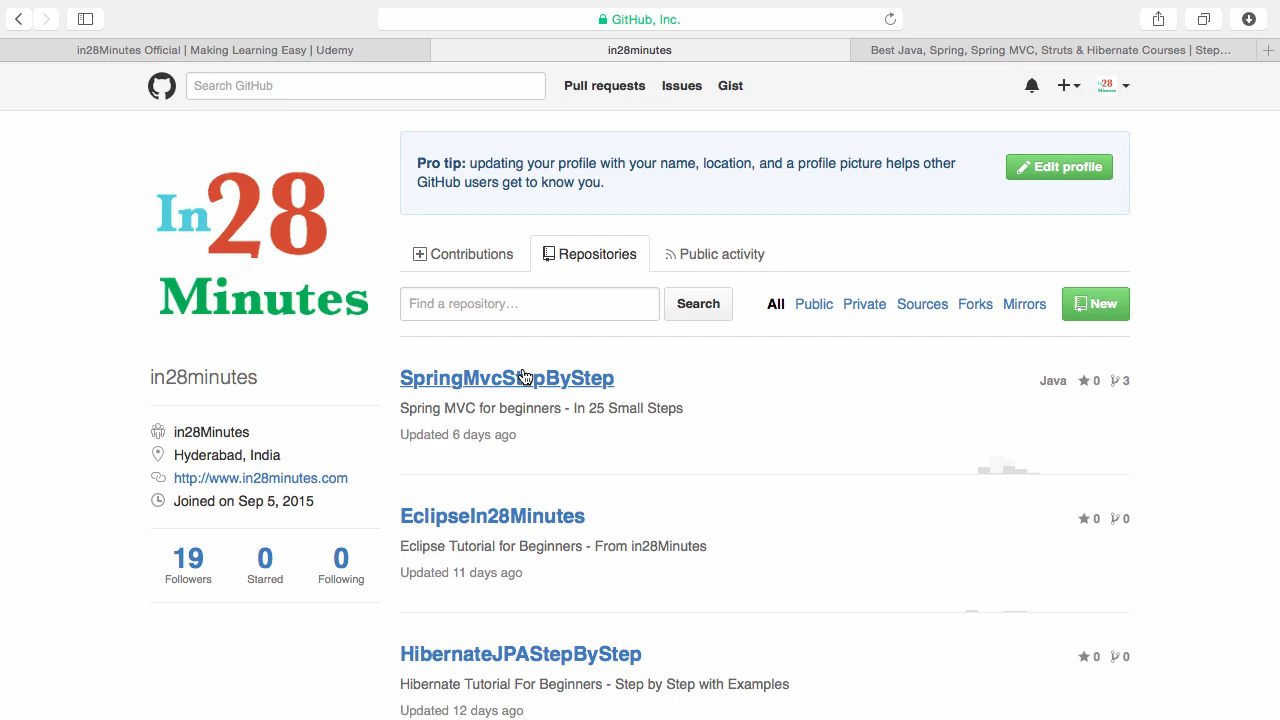 GitHub, Inc.
in28Minutes Official | Making Learning Easy | Udemy
in28minutes
Best Java, Spring, Spring MVC, Struts & Hibernate Courses | Step...
Search GitHub
Pull requests Issues Gist
In28
Minutes
Pro tip: updating your profile with your name, location, and a profile picture helps other
GitHub users get to know you.
Edit profile
Contributions Repositories Public activity
Find a repository...
Search
All Public Private Sources Forks Mirrors
New
in28minutes
in28Minutes
Hyderabad, India
http://www.in28minutes.com
Joined on Sep 5, 2015
19 0 0
Followers Starred Following
SpringMvcStepByStep
Java 0 3
Spring MVC for beginners - In 25 Small Steps
Updated 6 days ago
EclipseIn28Minutes
0 0
Eclipse Tutorial for Beginners - From in28Minutes
Updated 11 days ago
HibernateJPAStepByStep
0 0
Hibernate Tutorial For Beginners - Step by Step with Examples
Updated 12 days ago